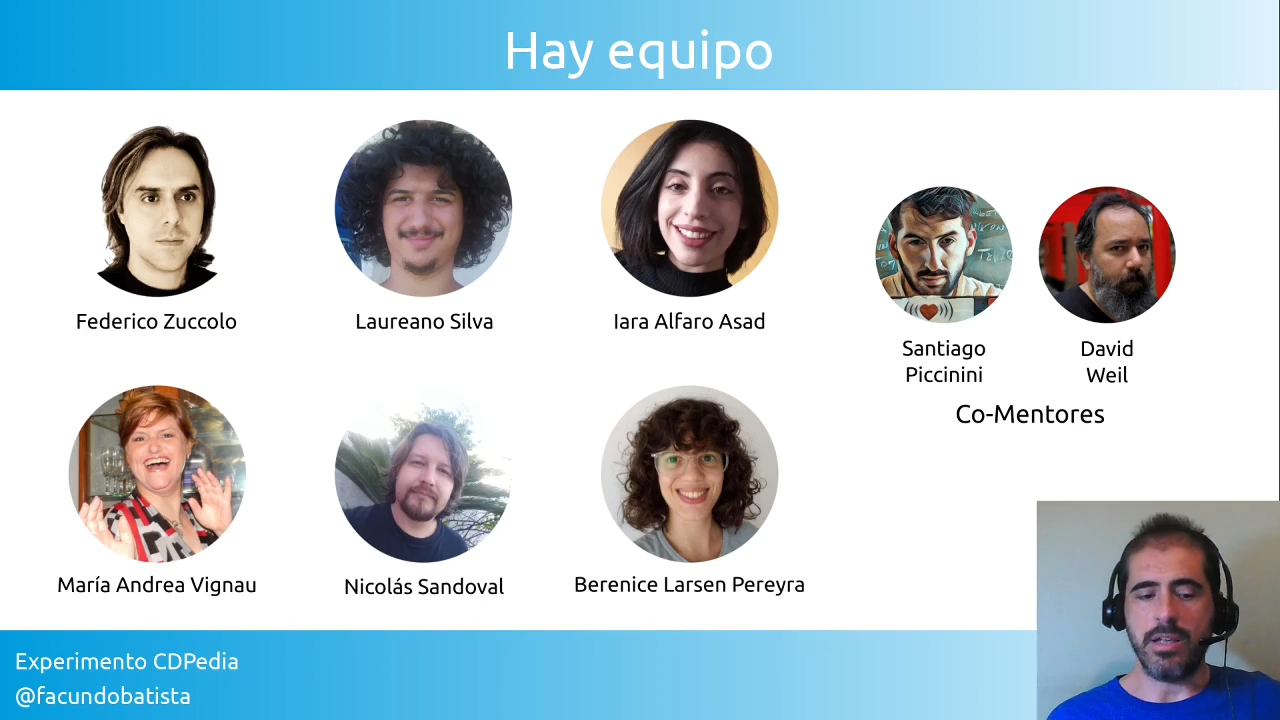 Hay equipo
Federico Zuccolo
Laureano Silva
Iara Alfaro Asad
Santiago
Piccinini
David
Weil
Co-Mentores
María Andrea Vignau
Nicolás Sandoval
Berenice Larsen Pereyra
Experimento CDPedia
@facundobatista